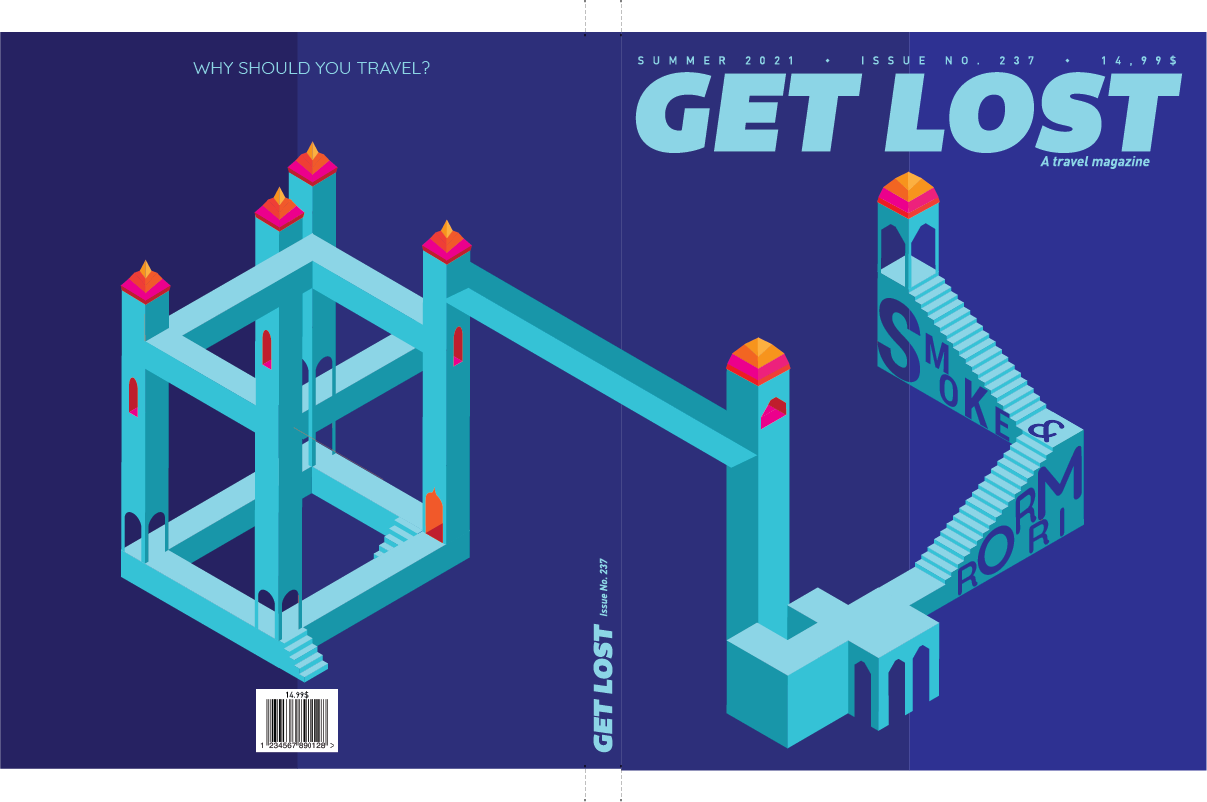 WHY SHOULD YOU TRAVEL?
14.99$
1 234567 890128 >
GET LOST Issue No. 237
SUMMER 2021 • ISSUE NO. 237 • 14,99$
GET LOST
A travel magazine
SMOKE
&
MIRRORR